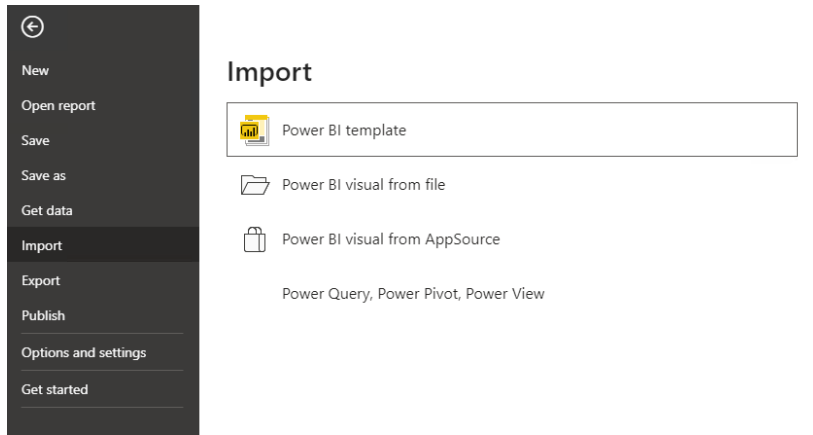 New
Open report
Save
Save as
Get data
Import
Export
Publish
Options and settings
Get started
Import
Power BI template
Power BI visual from file
Power BI visual from AppSource
Power Query, Power Pivot, Power View